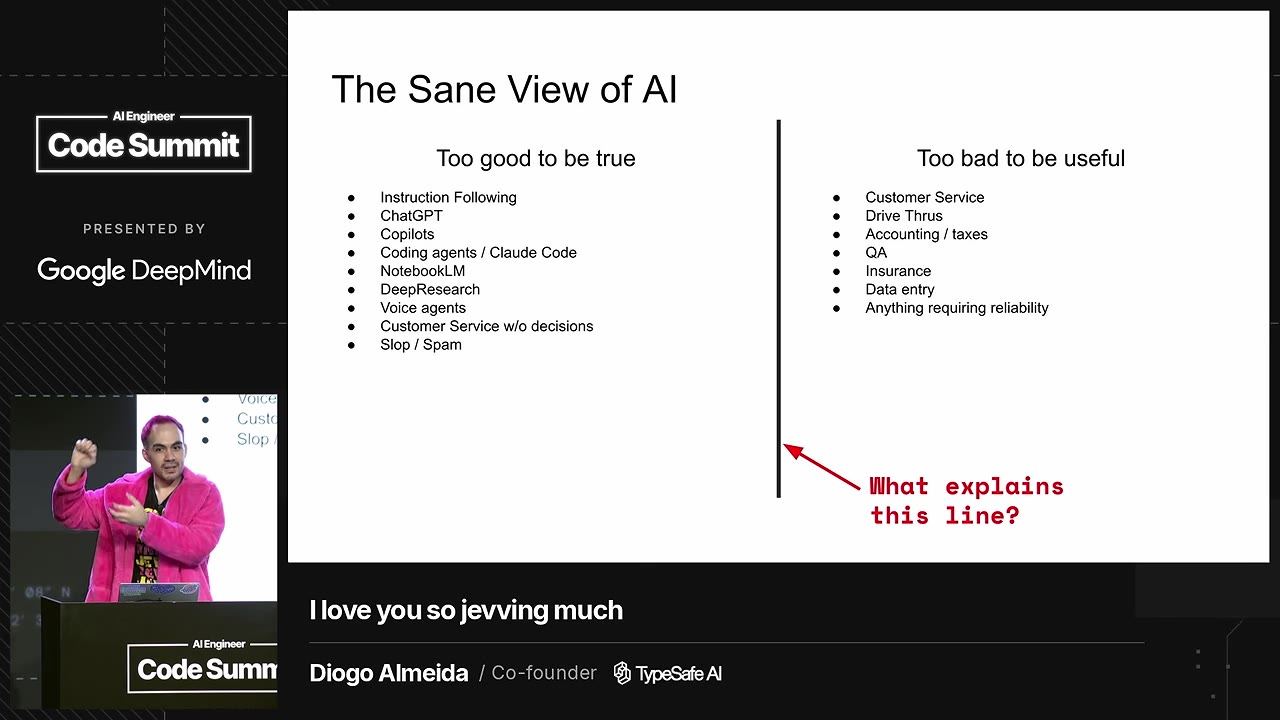 AI Engineer
Code Summit
PRESENTED BY
Google DeepMind
The Sane View of AI
Too good to be true
Instruction Following
ChatGPT
Copilots
Coding agents / Claude Code
NotebookLM
DeepResearch
Voice agents
Customer Service w/o decisions
Slop / Spam
Too bad to be useful
Customer Service
Drive Thrus
Accounting / taxes
QA
Insurance
Data entry
Anything requiring reliability
What explains
this line?
Voice
Custo
Slop /
08" N
AI Engineer
Code Summ
I love you so jevving much
Diogo Almeida / Co-founder TypeSafe AI